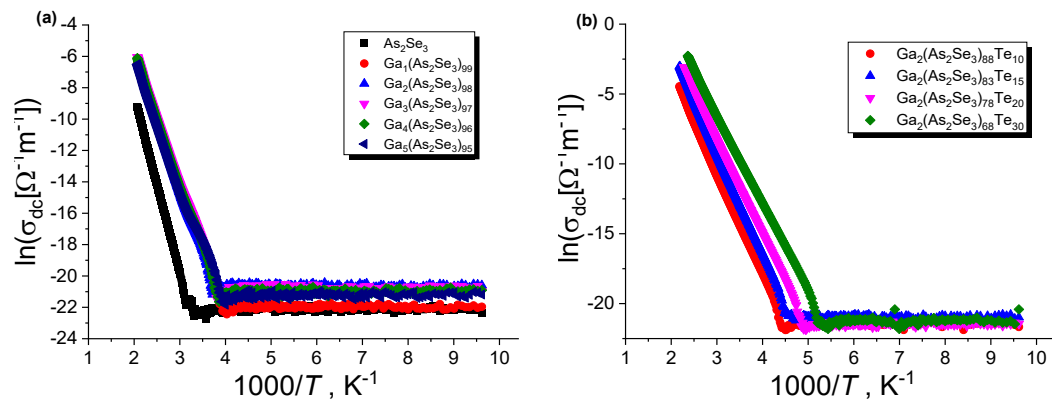 (a)
-4
-6
-8
-10
-12
-14
-16
-18
-20
-22
-24
ln(σdc[Ω⁻¹m⁻¹])
As₂Se₃
Ga₁(As₂Se₃)₉₉
Ga₂(As₂Se₃)₉₈
Ga₃(As₂Se₃)₉₇
Ga₄(As₂Se₃)₉₆
Ga₅(As₂Se₃)₉₅
1 2 3 4 5 6 7 8 9 10
1000/T , K⁻¹
(b)
0
-5
-10
-15
-20
ln(σdc[Ω⁻¹m⁻¹])
Ga₂(As₂Se₃)₈₈Te₁₀
Ga₂(As₂Se₃)₈₃Te₁₅
Ga₂(As₂Se₃)₇₈Te₂₀
Ga₂(As₂Se₃)₆₈Te₃₀
1 2 3 4 5 6 7 8 9 10
1000/T , K⁻¹